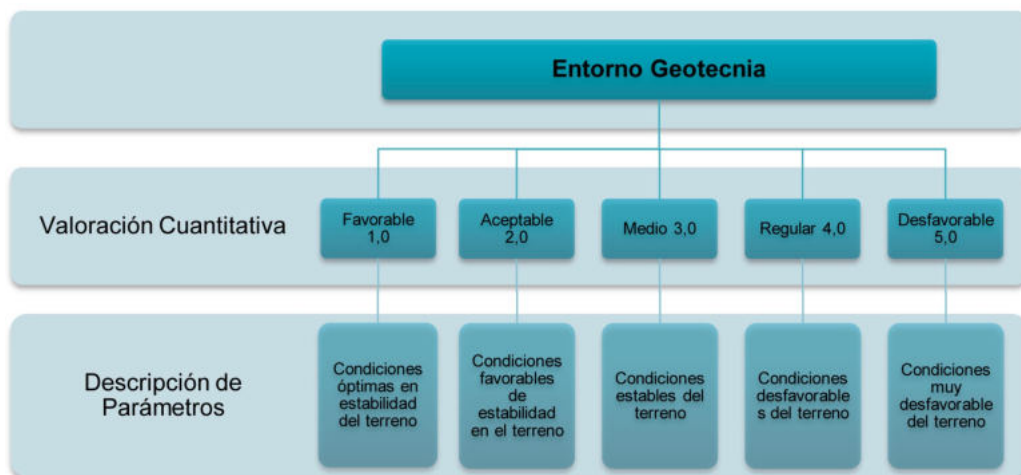 Entorno Geotecnia
Valoración Cuantitativa
Favorable
1,0
Aceptable
2,0
Medio 3,0
Regular 4,0
Desfavorable
5,0
Descripción de
Parámetros
Condiciones
óptimas en
estabilidad
del terreno
Condiciones
favorables
de
estabilidad
en el terreno
Condiciones
estables del
terreno
Condiciones
desfavorable
s del terreno
Condiciones
muy
desfavorable
del terreno